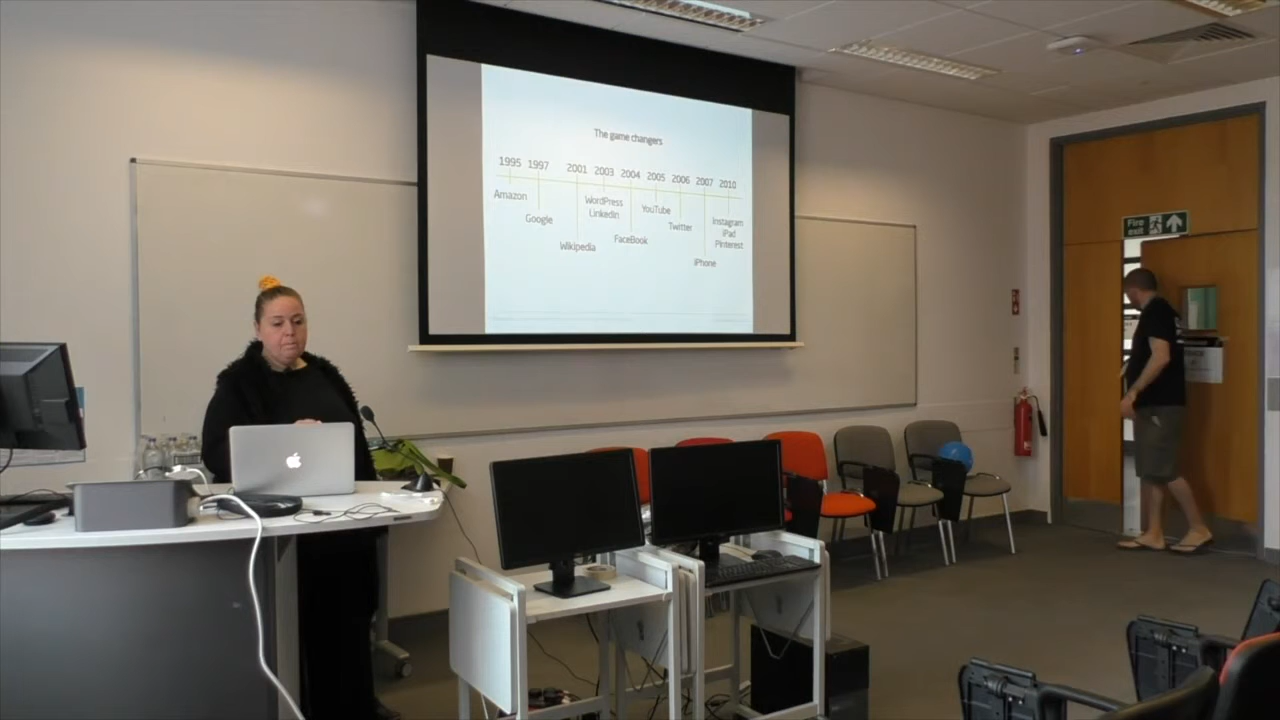 The game changers
1995 1997 2001 2003 2004 2005 2006 2007 2010
Amazon
Google
Wikipedia
WordPress
LinkedIn
FaceBook
YouTube
Twitter
iPhone
Instagram
iPad
Pinterest
Fire
exit